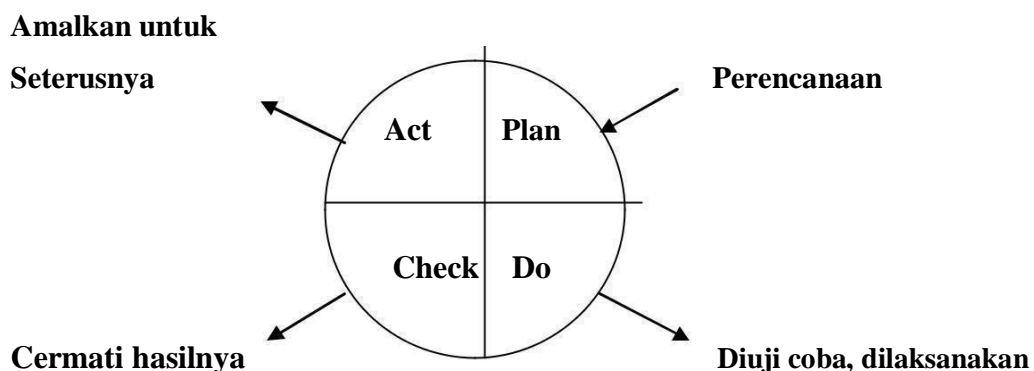 Amalkan untuk
Seterusnya
Perencanaan
Act
Plan
Check
Do
Cermati hasilnya
Diuji coba, dilaksanakan